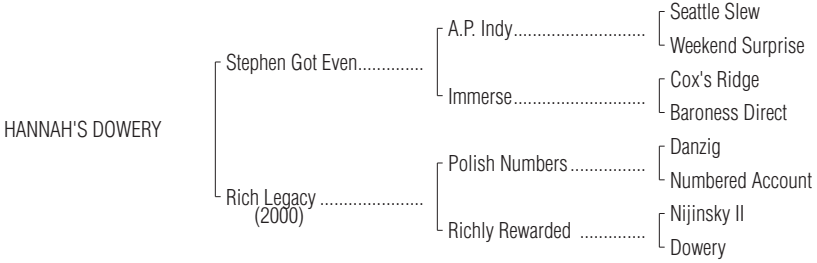 Seattle Slew
A.P. Indy.............................
Weekend Surprise
Stephen Got Even..............
Cox's Ridge
Immerse.............................
Baroness Direct
HANNAH'S DOWERY
Danzig
Polish Numbers ................
Numbered Account
Rich Legacy ......................
(2000)
Nijinsky II
Richly Rewarded ..............
Dowery